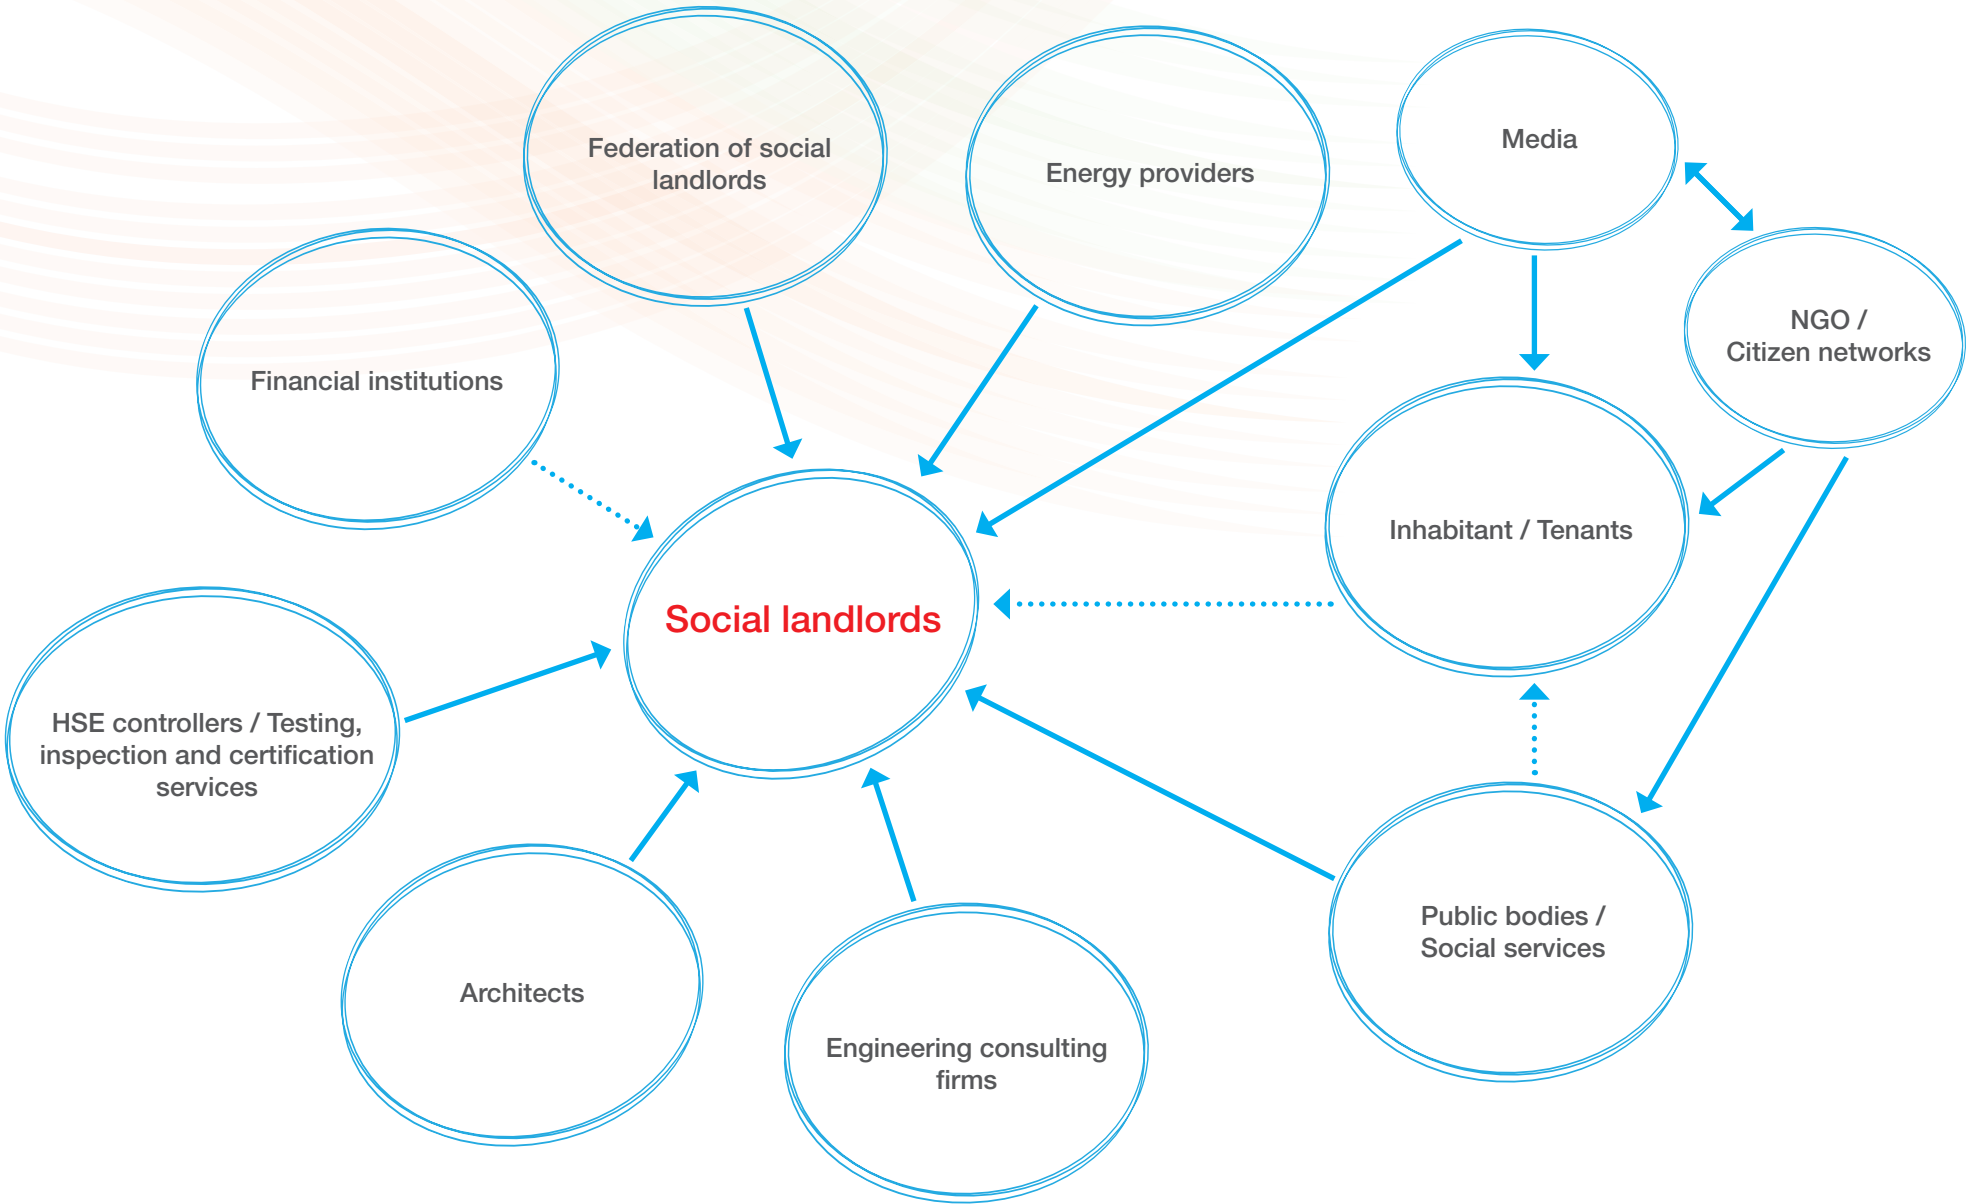 Federation of social
landlords
Energy providers
Media
NGO /
Citizen networks
Financial institutions
Inhabitant / Tenants
Social landlords
HSE controllers / Testing,
inspection and certification
services
Public bodies /
Social services
Architects
Engineering consulting
firms